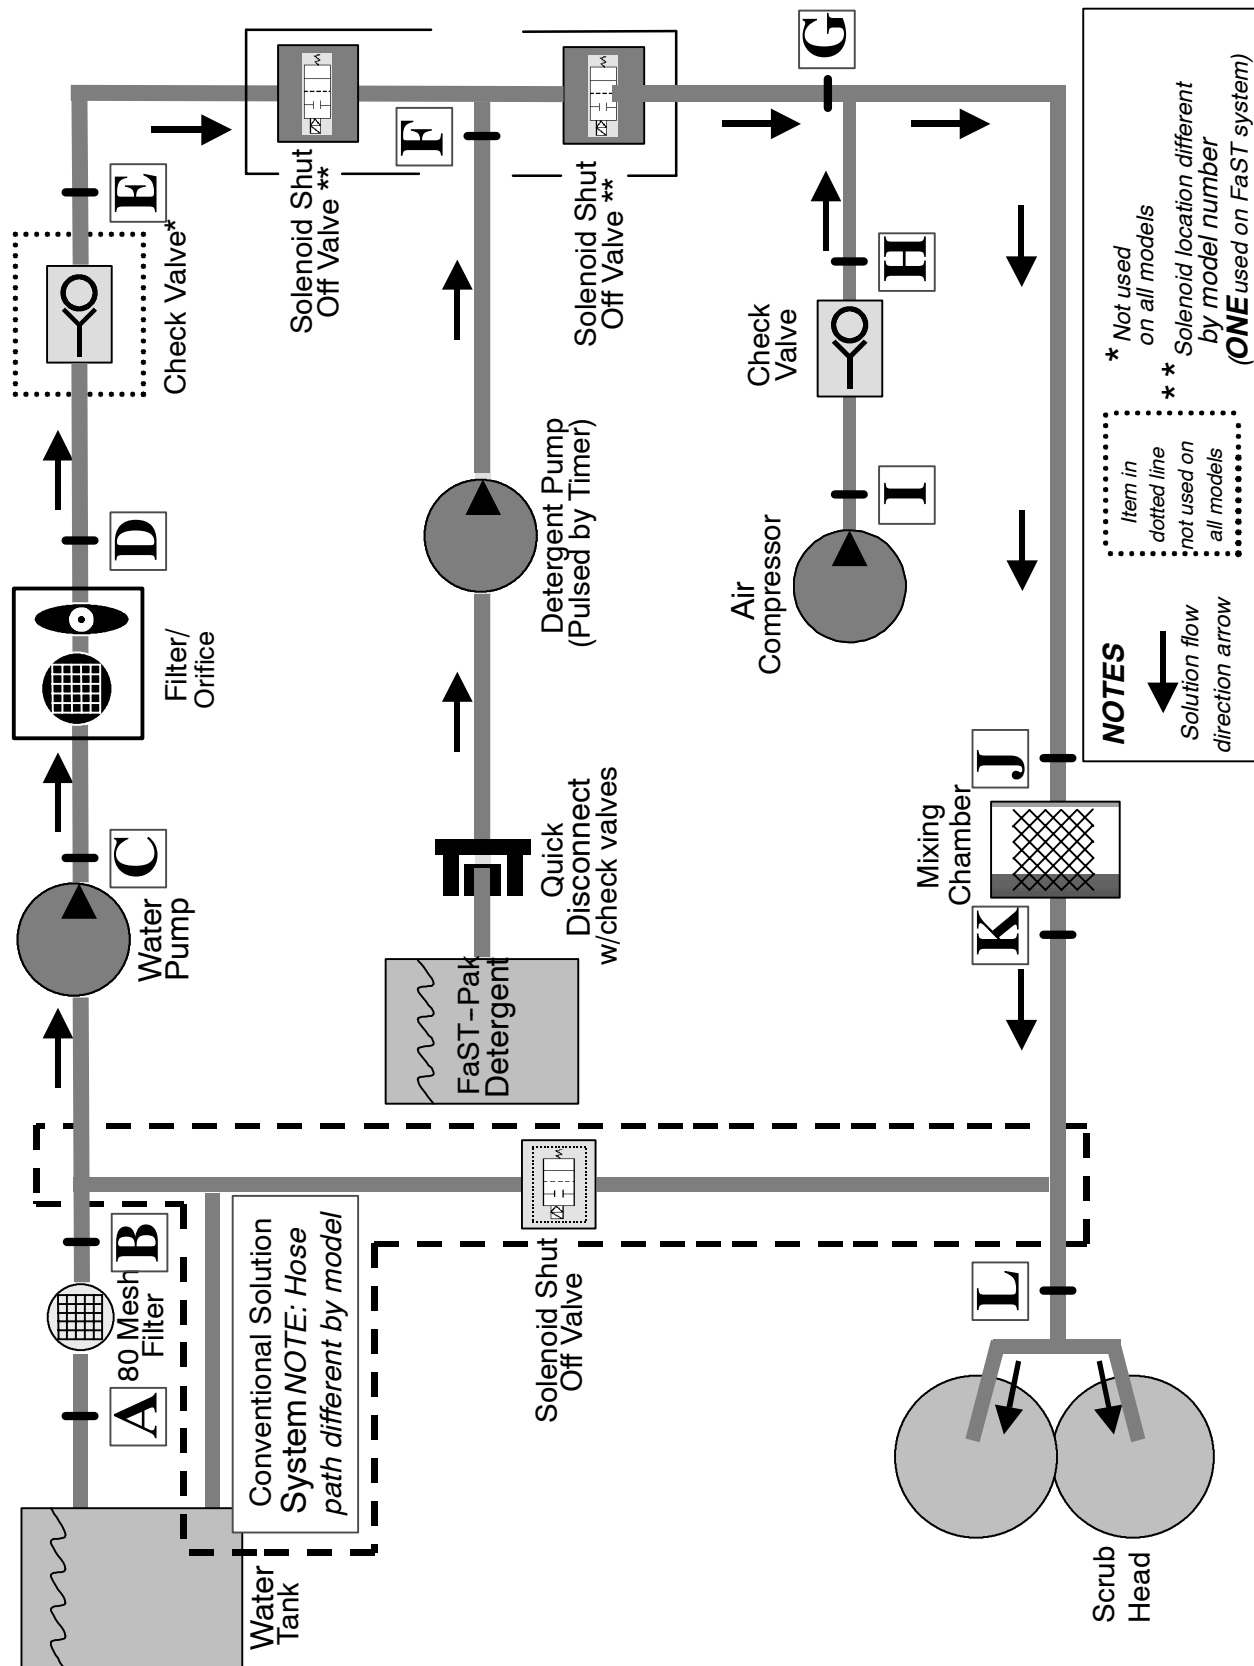 Water
Tank
A
80 Mesh
Filter
B
Water
Pump
C
Filter/
Orifice
D
Check Valve*
E
Solenoid Shut
Off Valve **
F
Solenoid Shut
Off Valve **
G
FaST-Pak
Detergent
Quick
Disconnect
w/check valves
Detergent Pump
(Pulsed by Timer)
Air
Compressor
I
Check
Valve
H
Conventional Solution
System NOTE: Hose
path different by model
Solenoid Shut
Off Valve
Scrub
Head
L
K
Mixing
Chamber
J
NOTES
Solution flow
direction arrow
Item in
dotted line
not used on
all models
* Not used
on all models
** Solenoid location different
by model number
(ONE used on FaST system)